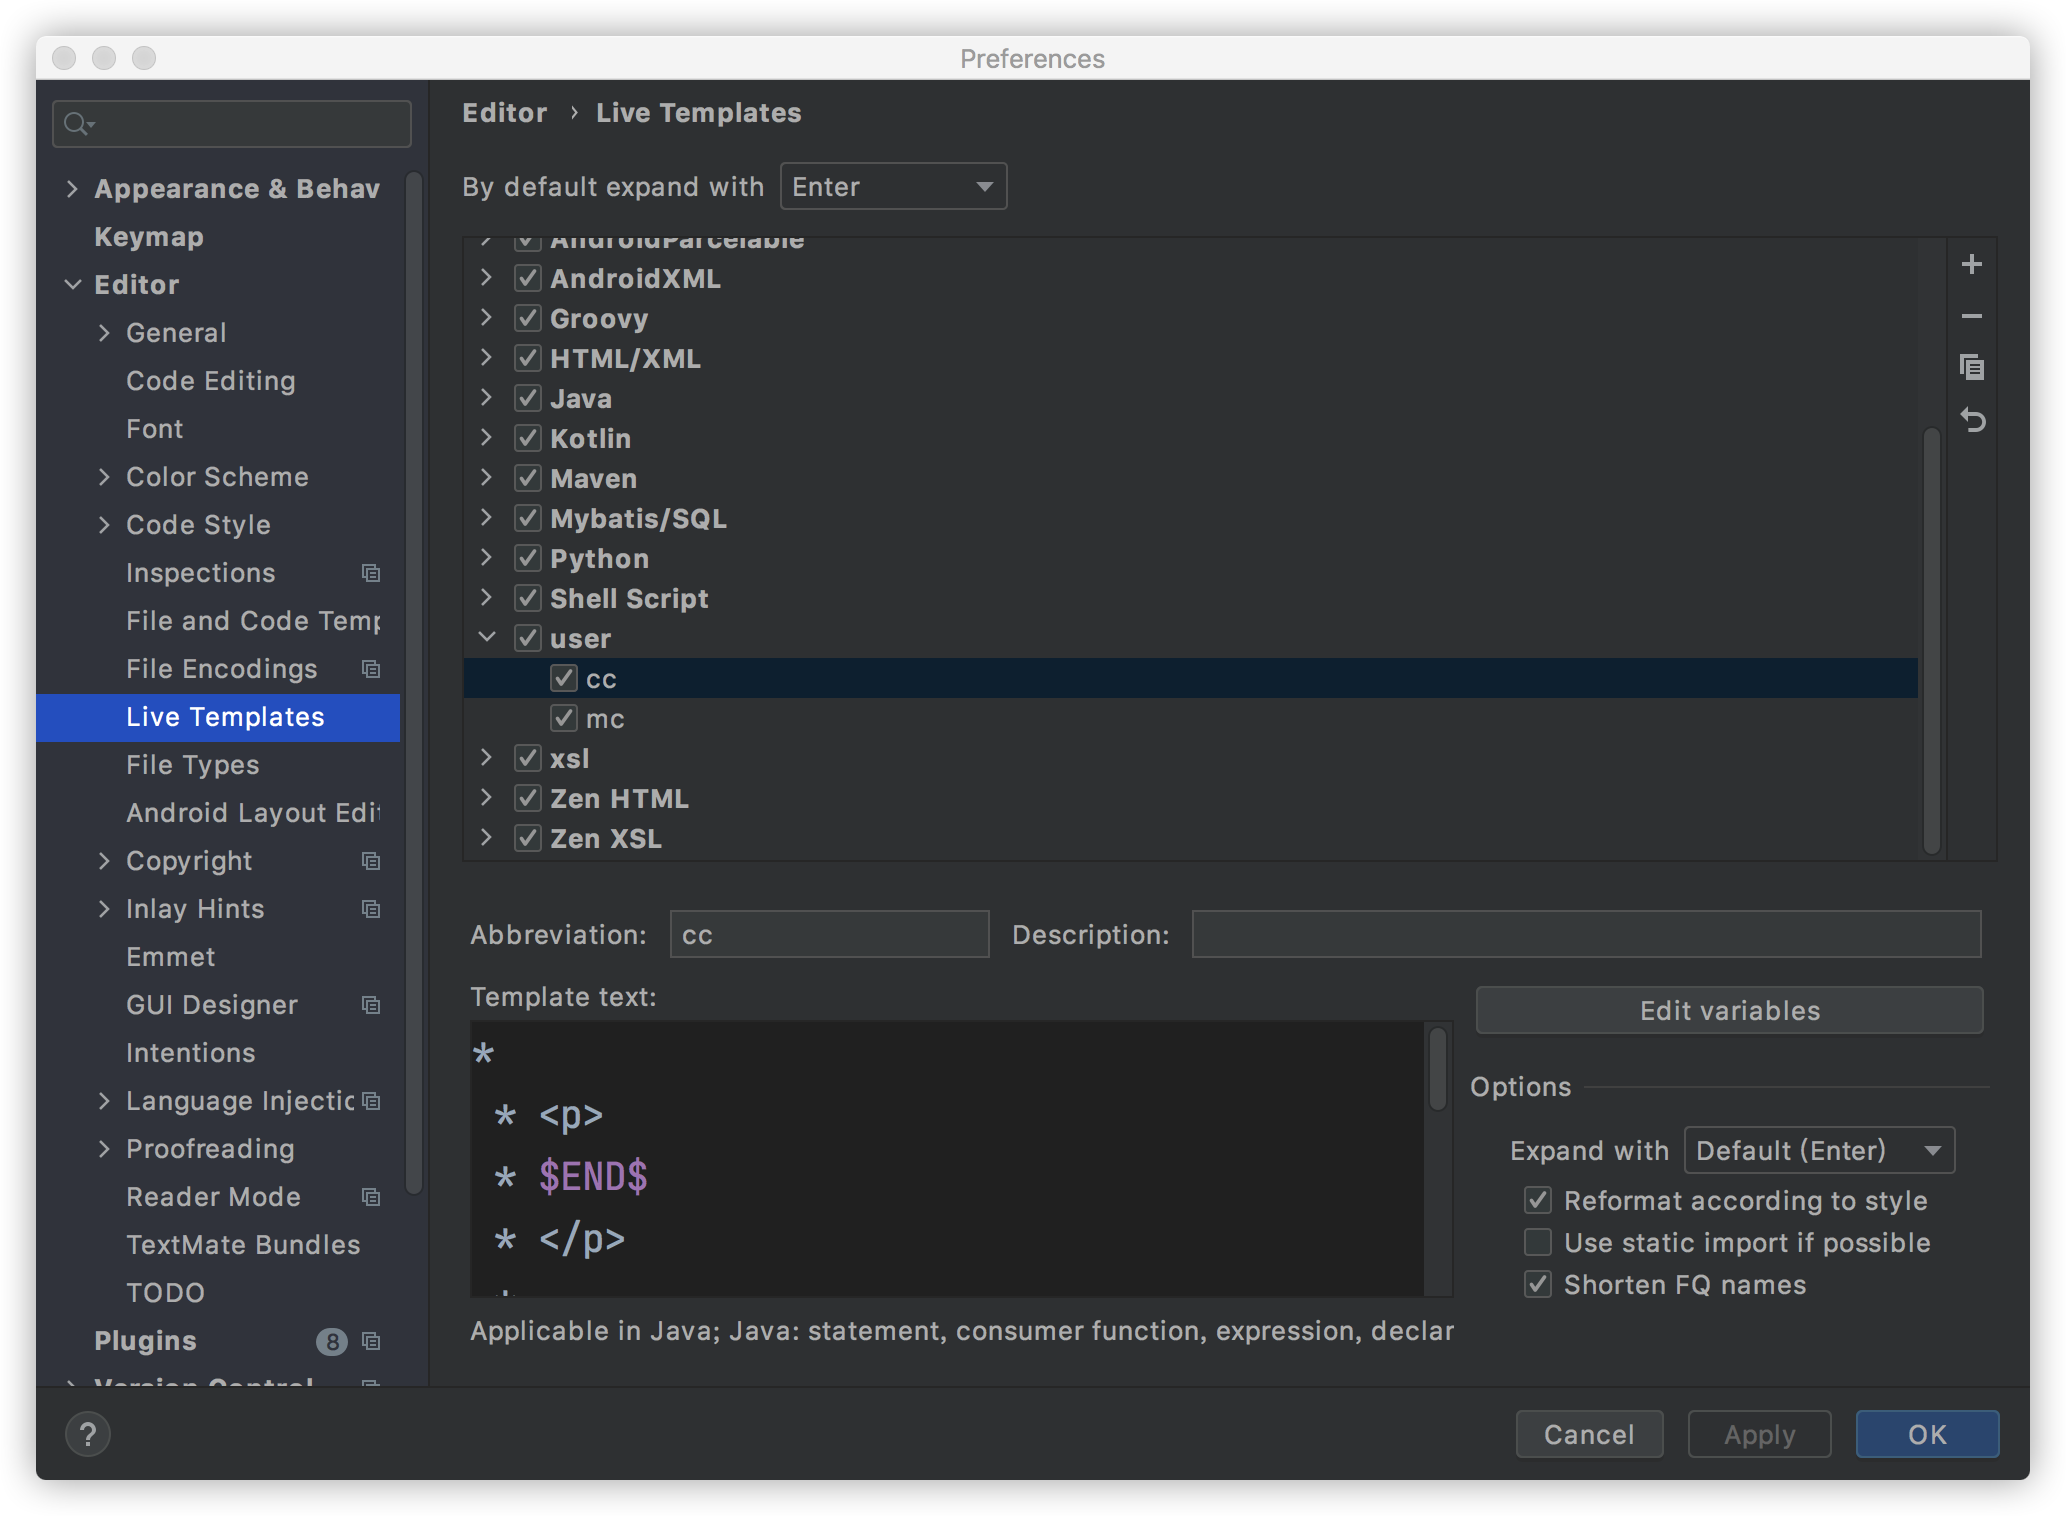 Preferences
Appearance & Behav
Keymap
Editor
General
Code Editing
Font
Color Scheme
Code Style
Inspections
File and Code Temp
File Encodings
Live Templates
File Types
Android Layout Edit
Copyright
Inlay Hints
Emmet
GUI Designer
Intentions
Language Injectic
Proofreading
Reader Mode
TextMate Bundles
TODO
Plugins 8
Version Control
Editor › Live Templates
By default expand with Enter
AndroidParcelable
AndroidXML
Groovy
HTML/XML
Java
Kotlin
Maven
Mybatis/SQL
Python
Shell Script
user
cc
mc
xsl
Zen HTML
Zen XSL
Abbreviation: cc Description:
Template text:
*
* <p>
* $END$
* </p>
*
Edit variables
Options
Expand with Default (Enter)
Reformat according to style
Use static import if possible
Shorten FQ names
Applicable in Java; Java: statement, consumer function, expression, declar
?
Cancel Apply OK